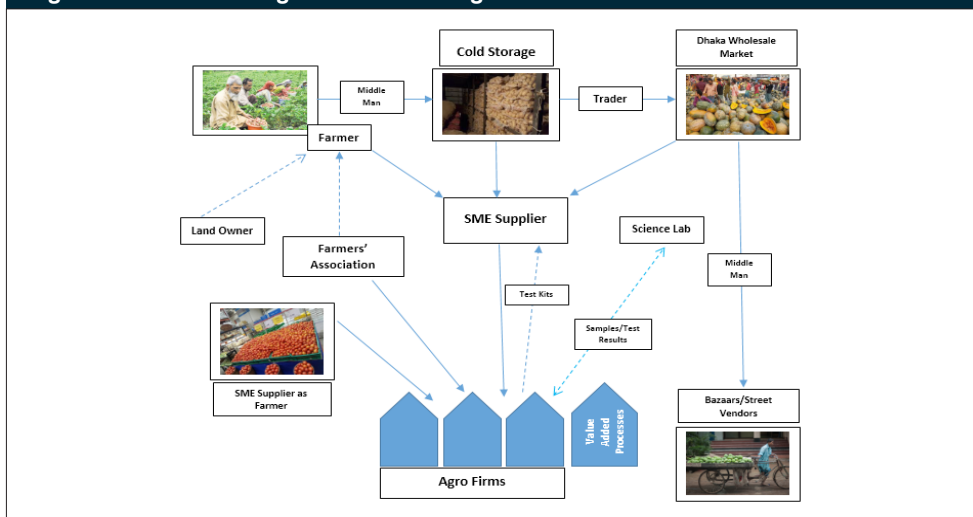 Cold Storage
Dhaka Wholesale
Market
Middle
Man
Trader
Farmer
Land Owner
Farmers'
Association
SME Supplier
Science Lab
Middle
Man
Test Kits
Samples/Test
Results
SME Supplier as
Farmer
Bazaars/Street
Vendors
Value
Added
Processes
Agro Firms